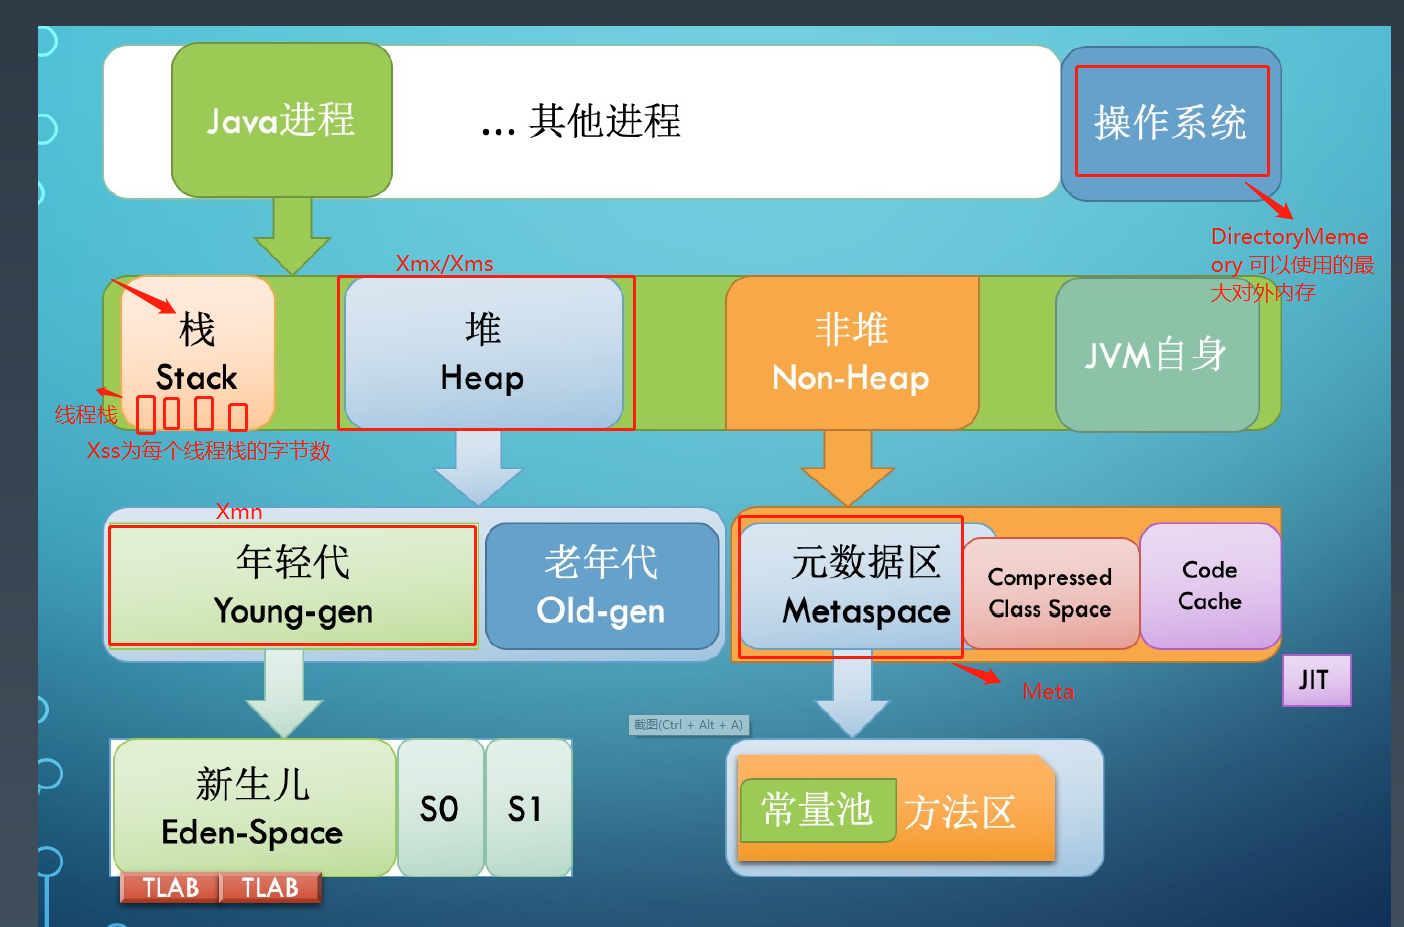 Java进程
... 其他进程
操作系统
DirectoryMeme
ory 可以使用的最
大对外内存
Xmx/Xms
栈
Stack
堆
Heap
非堆
Non-Heap
JVM自身
线程栈
Xss为每个线程栈的字节数
Xmn
年轻代
Young-gen
老年代
Old-gen
元数据区
Metaspace
Compressed
Class Space
Code
Cache
JIT
Meta
截图(Ctrl + Alt + A)
新生儿
Eden-Space
S0
S1
常量池
方法区
TLAB
TLAB